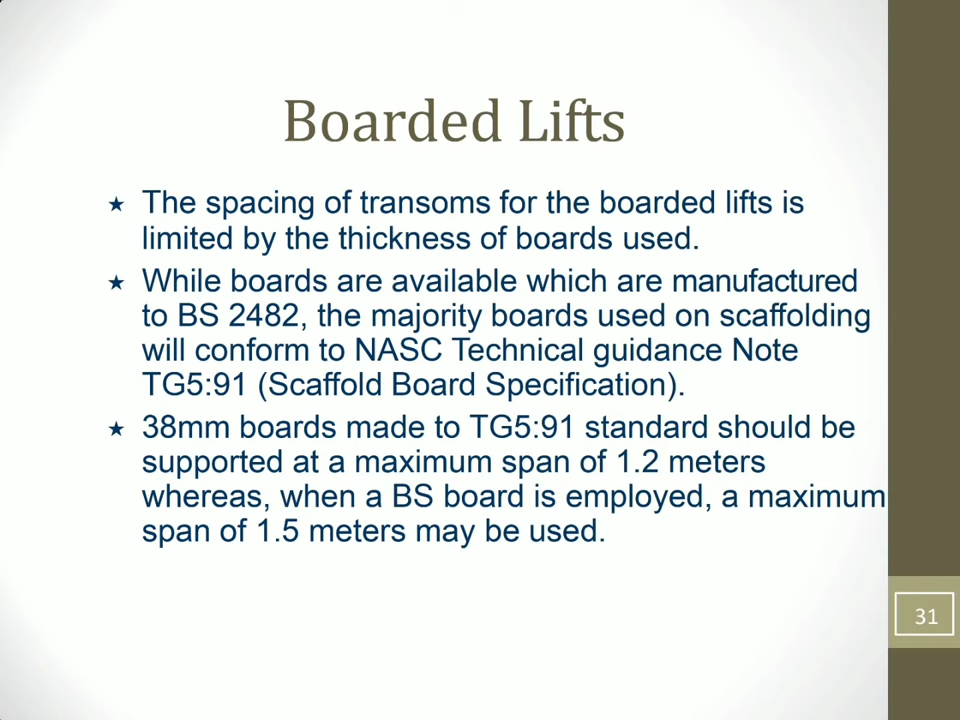 Boarded Lifts
The spacing of transoms for the boarded lifts is
limited by the thickness of boards used.
While boards are available which are manufactured
to BS 2482, the majority boards used on scaffolding
will conform to NASC Technical guidance Note
TG5:91 (Scaffold Board Specification).
38mm boards made to TG5:91 standard should be
supported at a maximum span of 1.2 meters
whereas, when a BS board is employed, a maximum
span of 1.5 meters may be used.
31